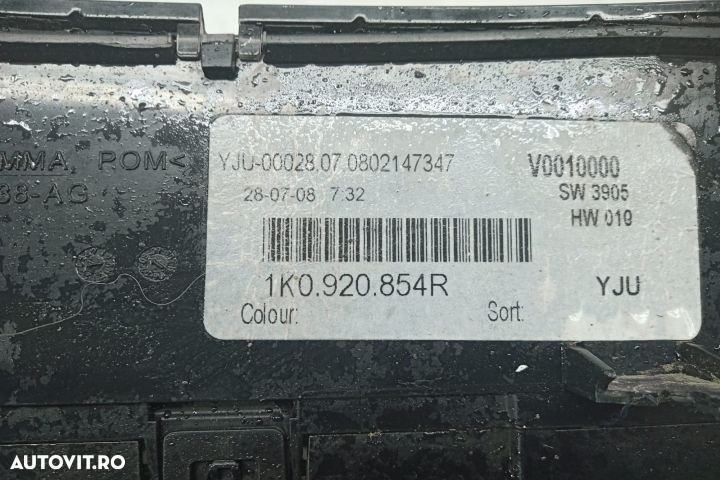 MMA, POM<
38-AG
YJU-00028.07 0802147347
V0010000
28-07-08 7:32
SW 3905
HW 010
1K0.920.854R
YJU
Colour:
Sort:
AUTOVIT.RO